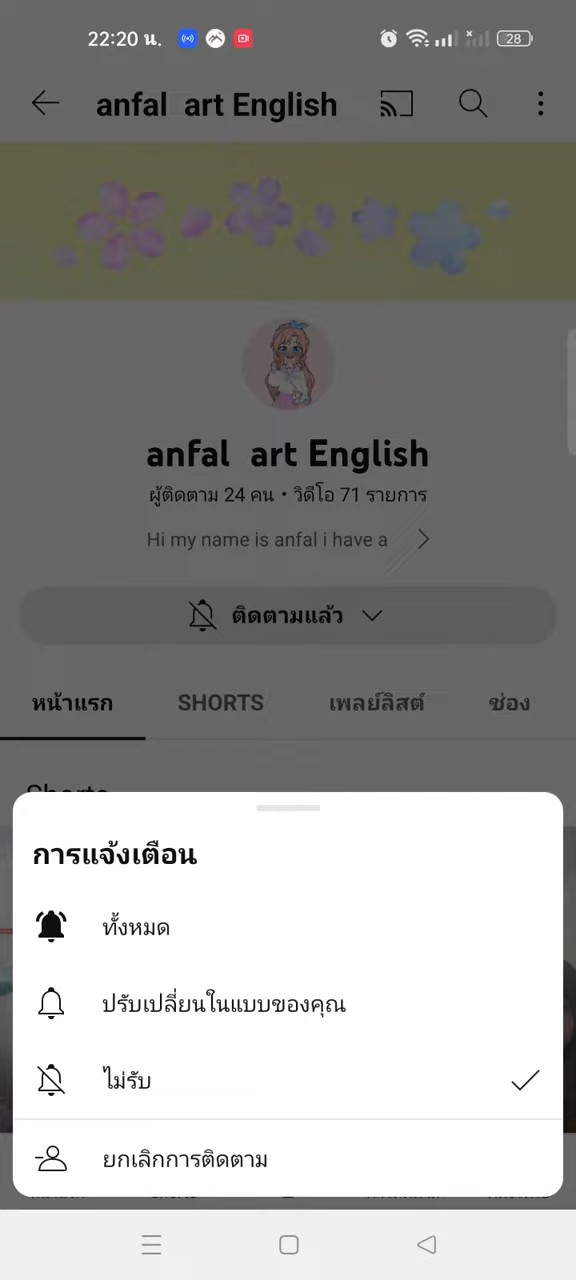 22:20 น.
28
anfal art English
anfal art English
ผู้ติดตาม 24 คน • วิดีโอ 71 รายการ
Hi my name is anfal i have a
ติดตามแล้ว
หน้าแรก SHORTS เพลย์ลิสต์ ช่อง
Shorts
การแจ้งเตือน
ทั้งหมด
ปรับเปลี่ยนในแบบของคุณ
ไม่รับ
ยกเลิกการติดตาม